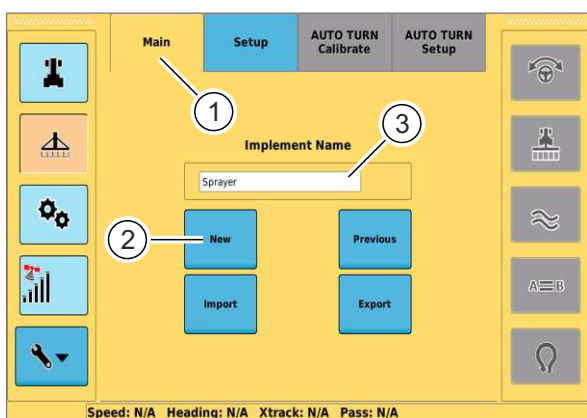 Main
Setup
AUTO TURN
Calibrate
AUTO TURN
Setup
1
3
Implement Name
Sprayer
2
New
Previous
Import
Export
A B
Speed: N/A Heading: N/A Xtrack: N/A Pass: N/A